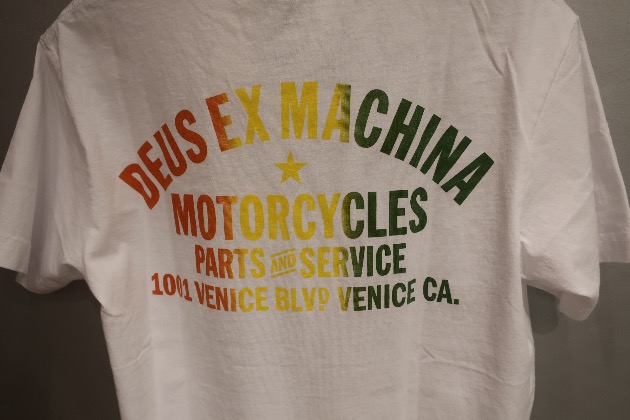 DEUS EX MACHINA
MOTORCYCLES
PARTS AND SERVICE
1001 VENICE BLVD VENICE CA.